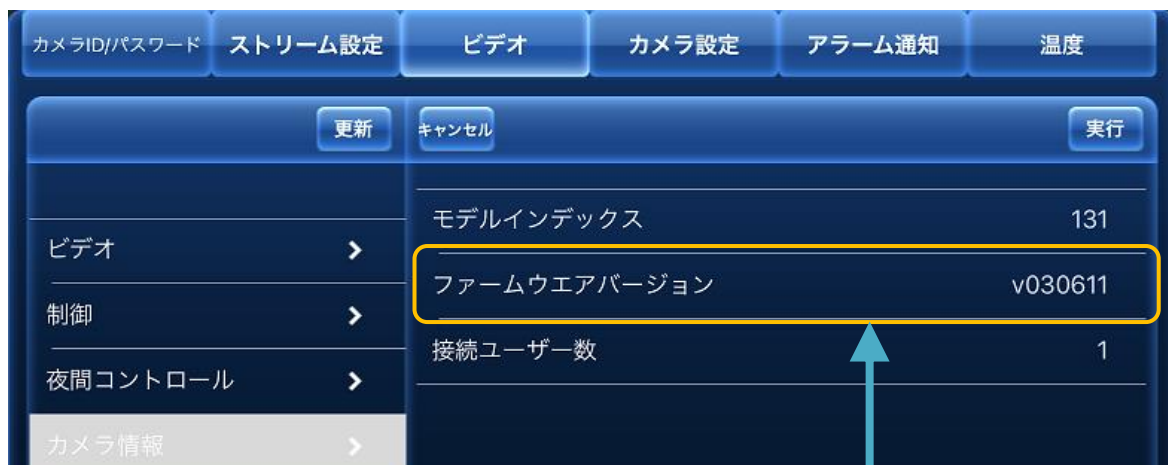 カメラID/パスワード ストリーム設定 ビデオ カメラ設定 アラーム通知 温度
更新 キャンセル 実行
モデルインデックス 131
ビデオ
ファームウエアバージョン v030611
制御
接続ユーザー数 1
夜間コントロール
カメラ情報